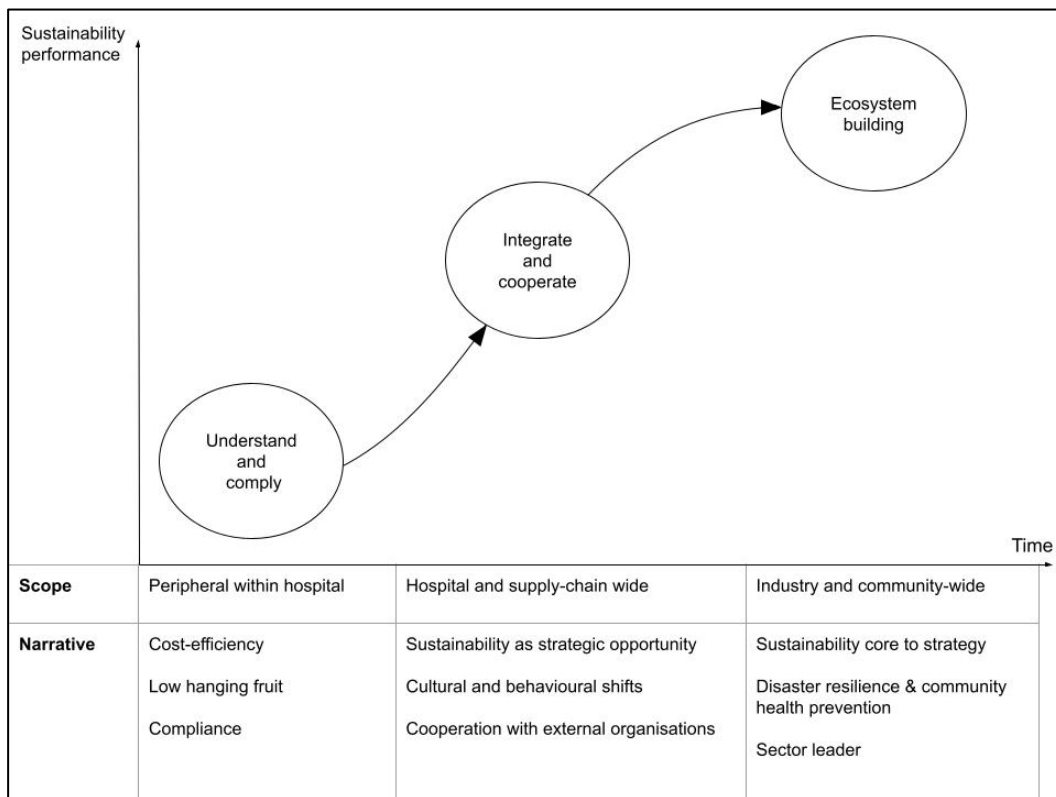 Sustainability
performance
Ecosystem
building
Integrate
and
cooperate
Understand
and
comply
Time
Scope
Peripheral within hospital
Hospital and supply-chain wide
Industry and community-wide
Narrative
Cost-efficiency
Low hanging fruit
Compliance
Sustainability as strategic opportunity
Cultural and behavioural shifts
Cooperation with external organisations
Sustainability core to strategy
Disaster resilience & community
health prevention
Sector leader